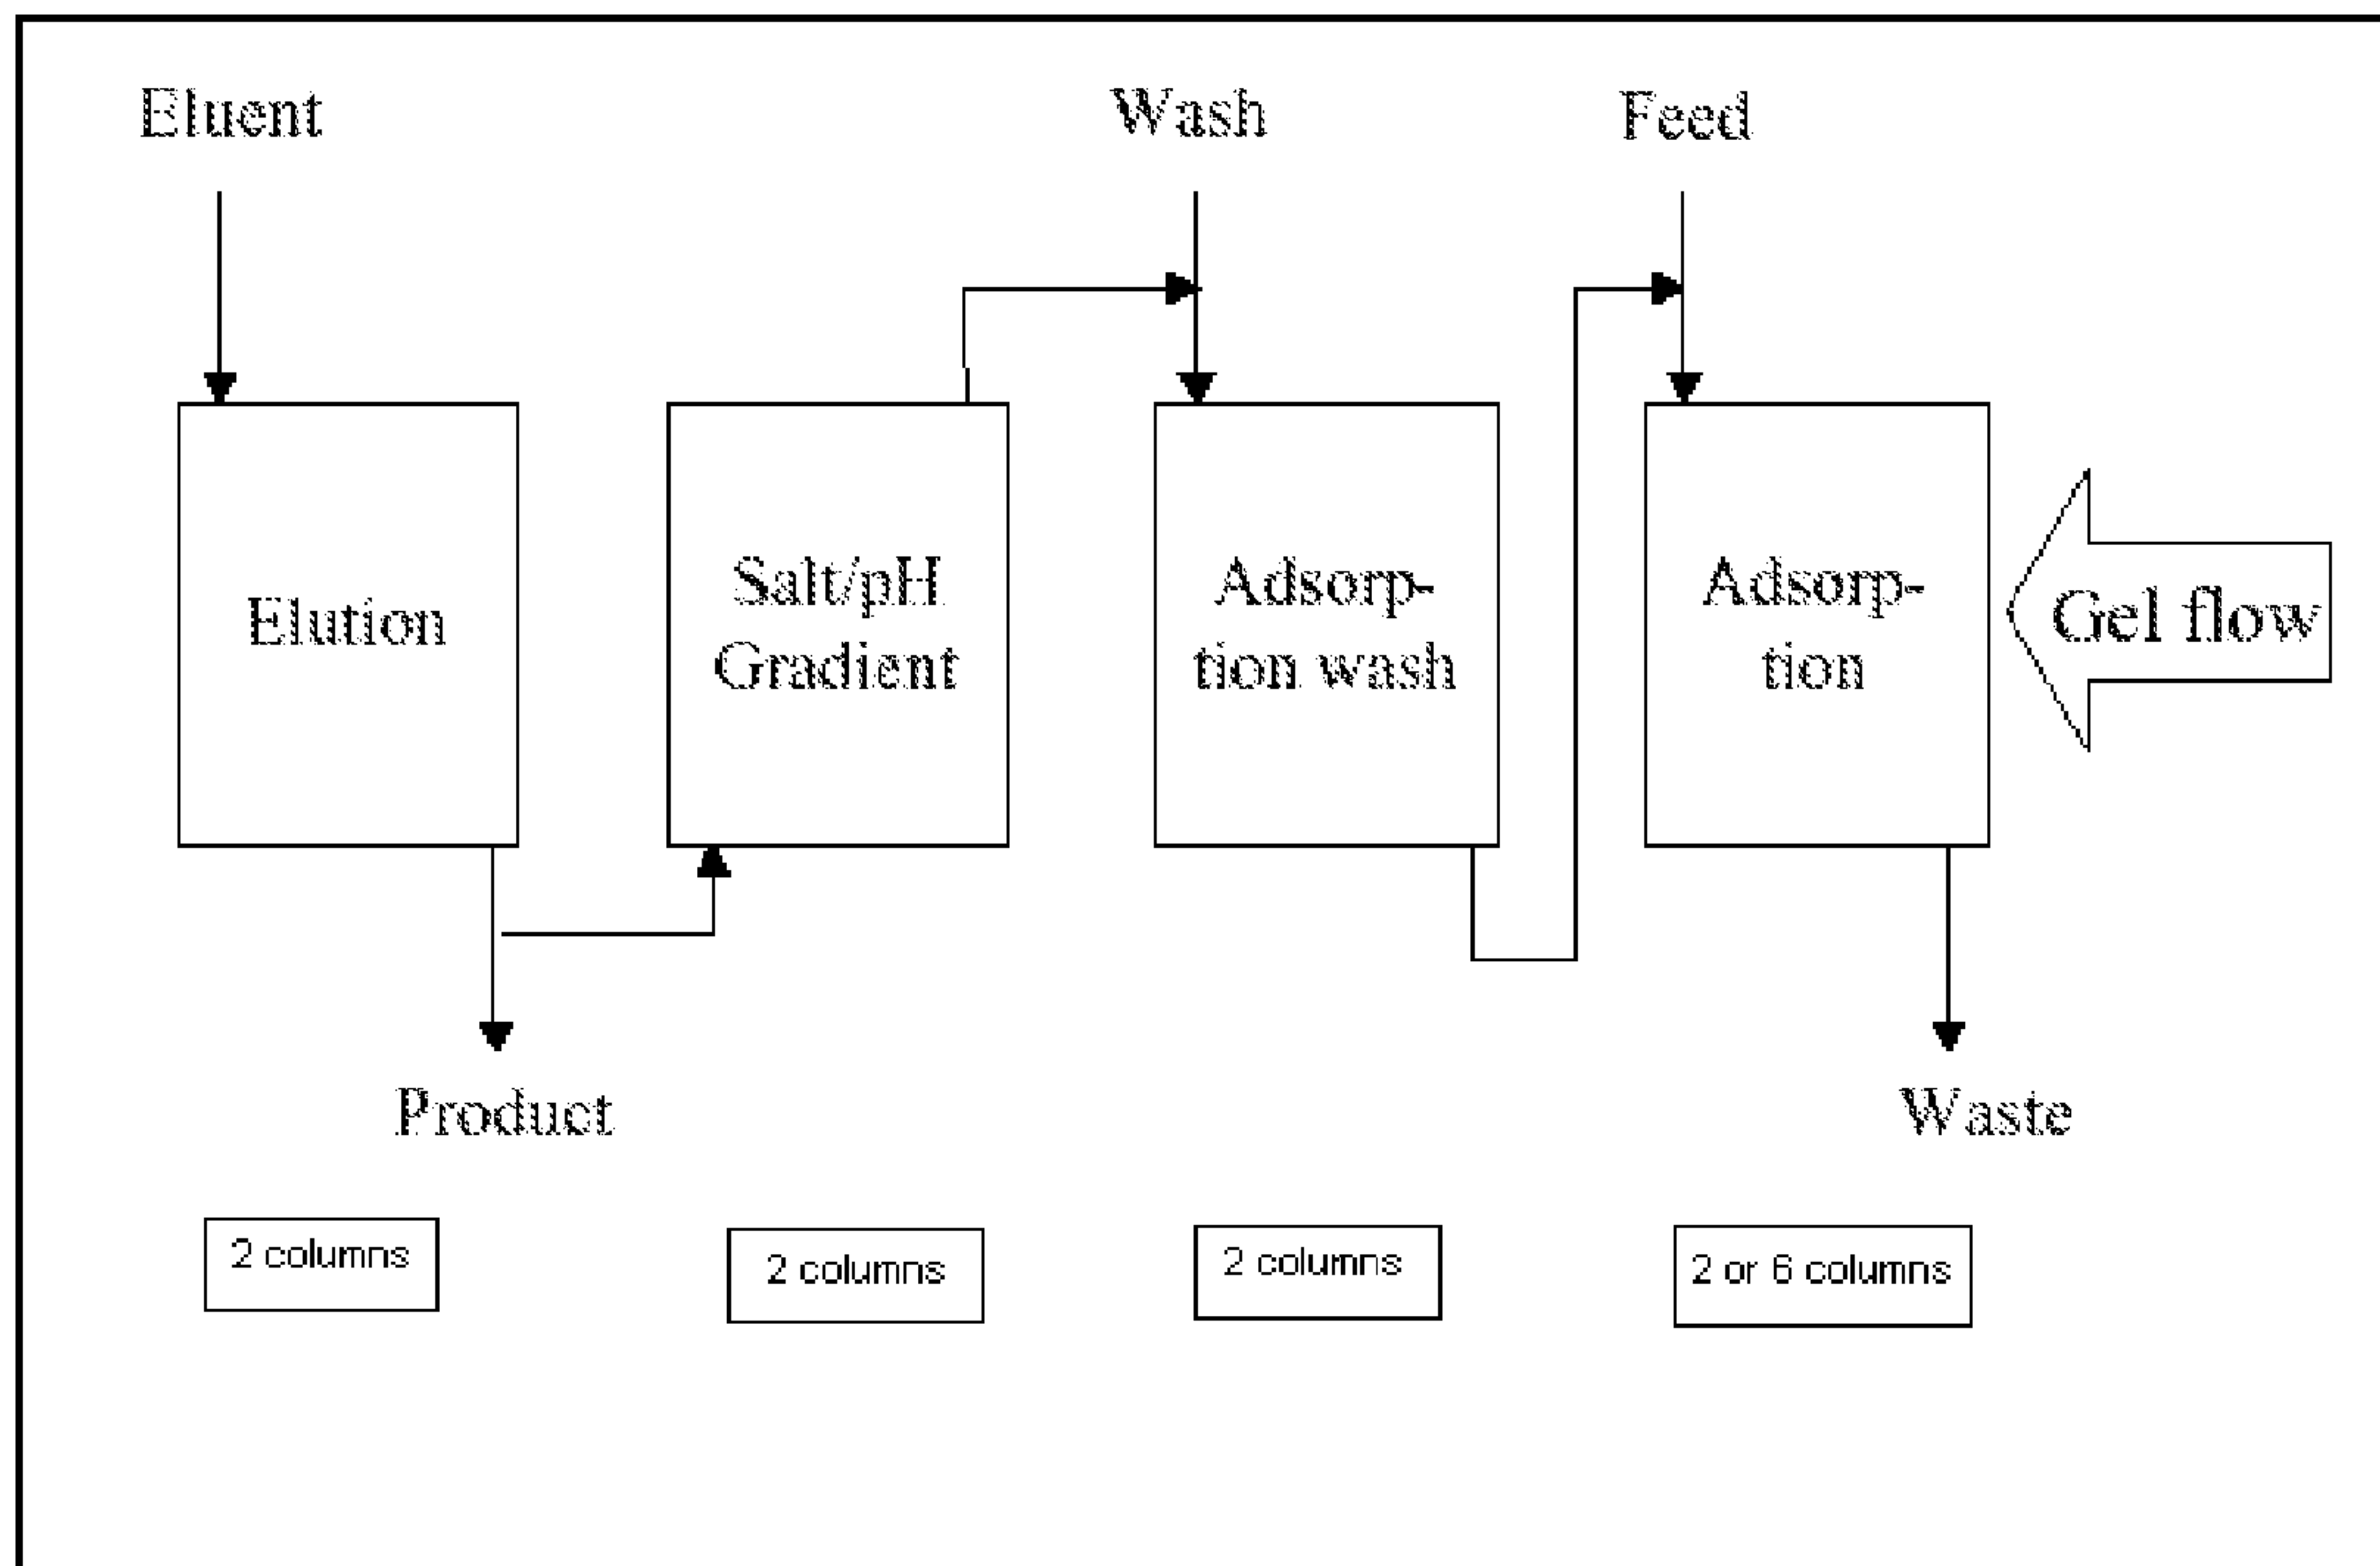 Eluent
Wash
Feed
Elution
Salt/pH
Gradient
Adsorp-
tion wash
Adsorp-
tion
Gel flow
Product
Waste
2 columns
2 columns
2 columns
2 or 6 columns